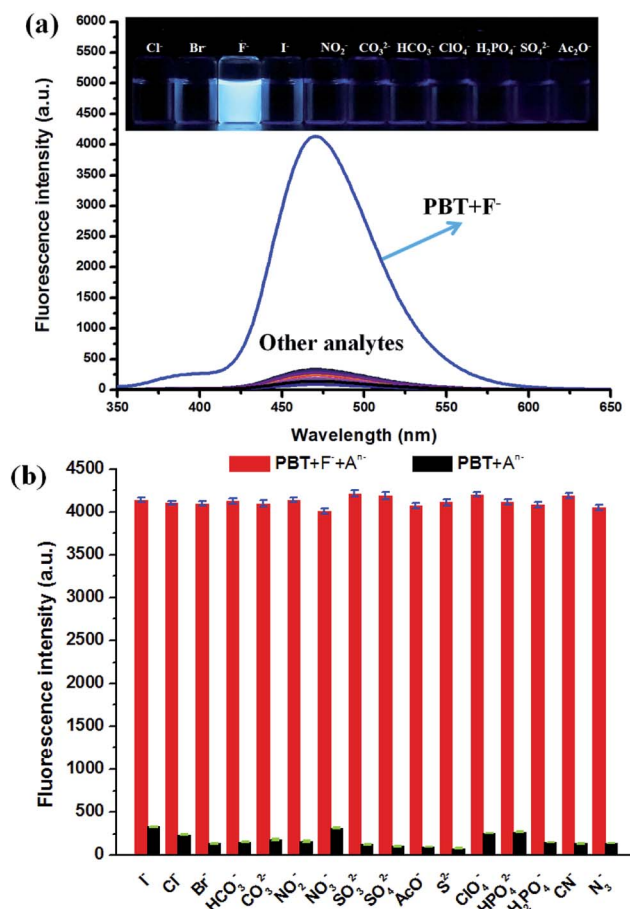 (a)
Cl⁻ Br⁻ F⁻ I⁻ NO₂⁻ CO₃²⁻ HCO₃⁻ ClO₄⁻ H₂PO₄⁻ SO₄²⁻ Ac₂O⁻
6000
5500
5000
4500
4000
3500
3000
2500
2000
1500
1000
500
0
Fluorescence intensity (a.u.)
PBT+F⁻
Other analytes
350 400 450 500 550 600 650
Wavelength (nm)
(b)
PBT+F⁻+Aⁿ⁻ PBT+Aⁿ⁻
4500
4000
3500
3000
2500
2000
1500
1000
500
0
Fluorescence intensity (a.u.)
I⁻ Cl⁻ Br⁻ HCO₃⁻ CO₃²⁻ NO₂⁻ NO₃⁻ SO₃²⁻ SO₄²⁻ AcO⁻ S²⁻ ClO₄⁻ HPO₄²⁻ H₂PO₄⁻ CN⁻ N₃⁻